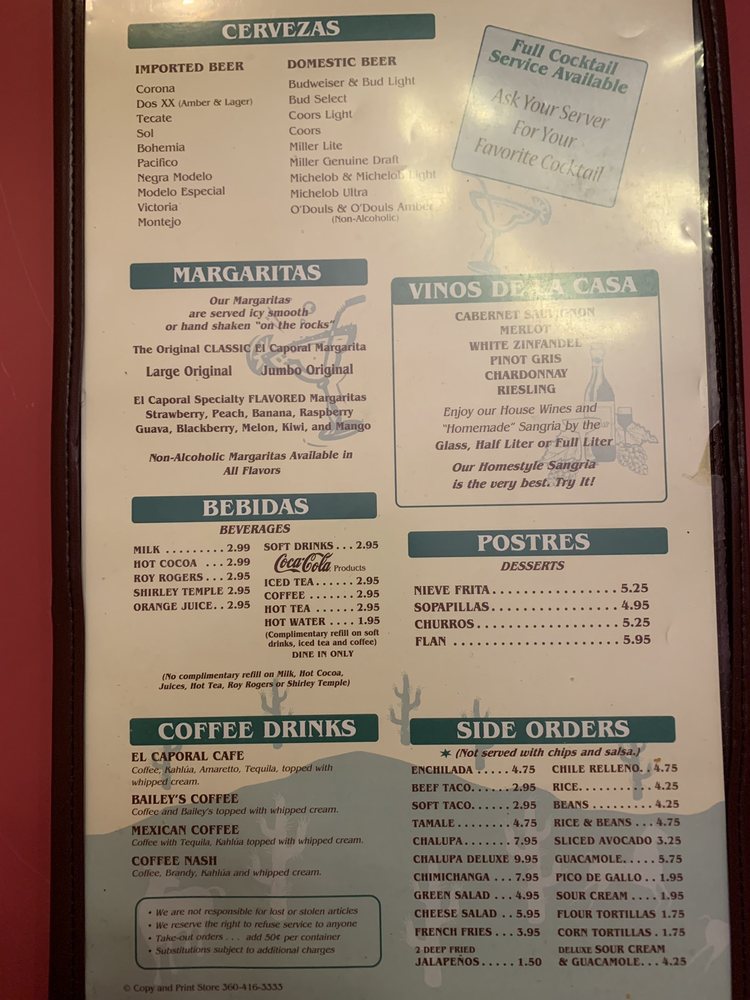 CERVEZAS
IMPORTED BEER
Corona
Dos XX (Amber & Lager)
Tecate
Sol
Bohemia
Pacifico
Negra Modelo
Modelo Especial
Victoria
Montejo
DOMESTIC BEER
Budweiser & Bud Light
Bud Select
Coors Light
Coors
Miller Lite
Miller Genuine Draft
Michelob & Michelob Light
Michelob Ultra
O'Douls & O'Douls Amber
(Non-Alcoholic)
Full Cocktail
Service Available
Ask Your Server
For Your
Favorite Cocktail
MARGARITAS
Our Margaritas
are served icy smooth
or hand shaken "on the rocks"
The Original CLASSIC El Caporal Margarita
Large Original Jumbo Original
El Caporal Specialty FLAVORED Margaritas
Strawberry, Peach, Banana, Raspberry
Guava, Blackberry, Melon, Kiwi, and Mango
Non-Alcoholic Margaritas Available in
All Flavors
VINOS DE LA CASA
CABERNET SAUVIGNON
MERLOT
WHITE ZINFANDEL
PINOT GRIS
CHARDONNAY
RIESLING
Enjoy our House Wines and
"Homemade" Sangria by the
Glass, Half Liter or Full Liter
Our Homestyle Sangria
is the very best. Try It!
BEBIDAS
BEVERAGES
MILK ......... 2.99
HOT COCOA ... 2.99
ROY ROGERS ... 2.95
SHIRLEY TEMPLE 2.95
ORANGE JUICE.. 2.95
SOFT DRINKS... 2.95
Coca-Cola Products
ICED TEA...... 2.95
COFFEE ....... 2.95
HOT TEA ...... 2.95
HOT WATER .... 1.95
(Complimentary refill on soft
drinks, iced tea and coffee)
DINE IN ONLY
(No complimentary refill on Milk, Hot Cocoa,
Juices, Hot Tea, Roy Rogers or Shirley Temple)
POSTRES
DESSERTS
NIEVE FRITA................ 5.25
SOPAPILLAS................ 4.95
CHURROS.................. 5.25
FLAN ..................... 5.95
COFFEE DRINKS
EL CAPORAL CAFE
Coffee, Kahlúa, Amaretto, Tequila, topped with
whipped cream.
BAILEY'S COFFEE
Coffee and Bailey's topped with whipped cream.
MEXICAN COFFEE
Coffee with Tequila, Kahlúa topped with whipped cream.
COFFEE NASH
Coffee, Brandy, Kahlúa and whipped cream.
• We are not responsible for lost or stolen articles
• We reserve the right to refuse service to anyone
• Take-out orders . . . add 50¢ per container
• Substitutions subject to additional charges
© Copy and Print Store 360-416-3333
SIDE ORDERS
★ (Not served with chips and salsa.)
ENCHILADA ..... 4.75
BEEF TACO...... 2.95
SOFT TACO...... 2.95
TAMALE ........ 4.75
CHALUPA....... 7.95
CHALUPA DELUXE 9.95
CHIMICHANGA ... 7.95
GREEN SALAD ... 4.95
CHEESE SALAD .. 5.95
FRENCH FRIES ... 3.95
2 DEEP FRIED
JALAPEÑOS..... 1.50
CHILE RELLENO.. 4.75
RICE........... 4.25
BEANS ......... 4.25
RICE & BEANS ... 4.75
SLICED AVOCADO 3.25
GUACAMOLE..... 5.75
PICO DE GALLO .. 1.95
SOUR CREAM .... 1.95
FLOUR TORTILLAS 1.75
CORN TORTILLAS . 1.75
DELUXE SOUR CREAM
& GUACAMOLE... 4.25